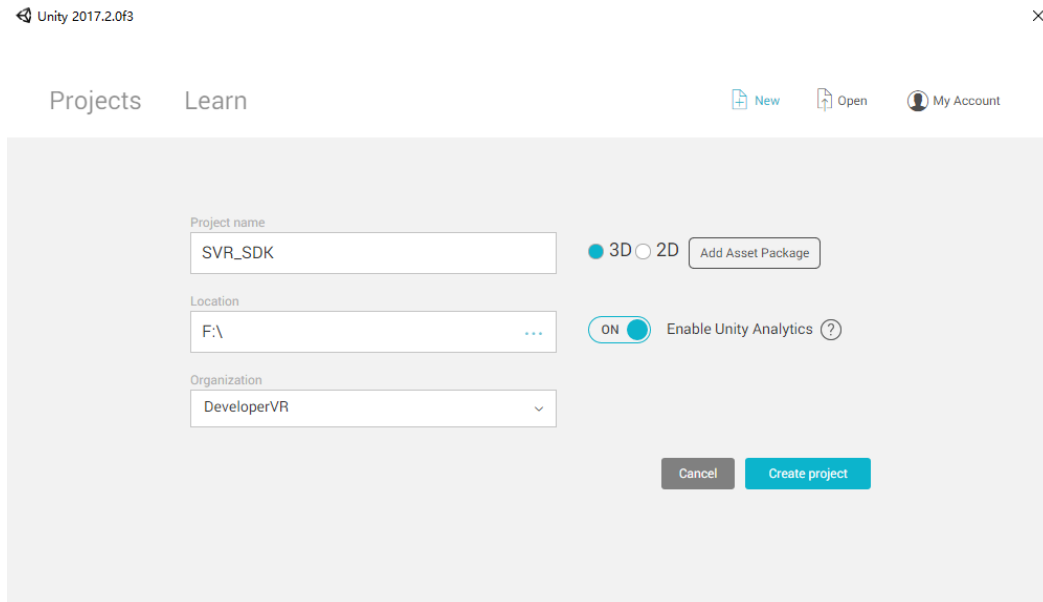 Unity 2017.2.0f3
Projects Learn New Open My Account
Project name
SVR_SDK
3D 2D Add Asset Package
Location
F:\ ...
ON Enable Unity Analytics ?
Organization
DeveloperVR
Cancel Create project